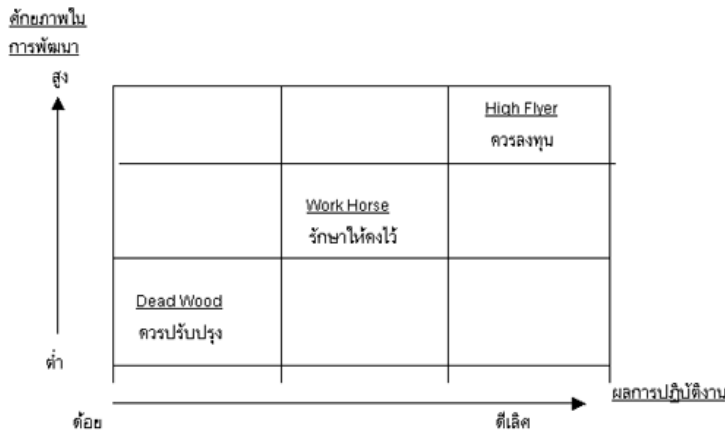 ศักยภาพใน
การพัฒนา
สูง
High Flyer
ควรลงทุน
Work Horse
รักษาให้คงไว้
Dead Wood
ควรปรับปรุง
ต่ำ
ผลการปฏิบัติงาน
ด้อย
ดีเลิศ